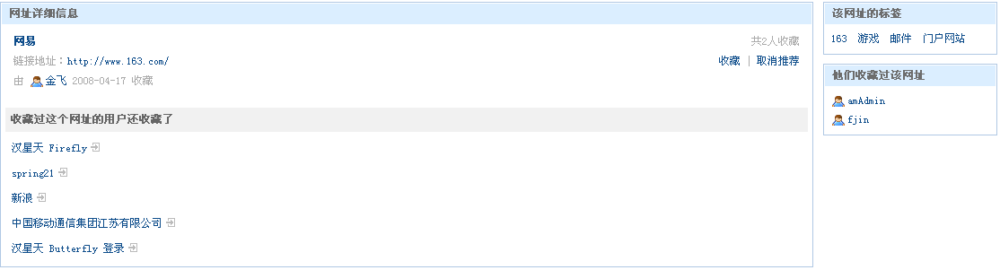 网址详细信息
网易
共2人收藏
链接地址：http://www.163.com/
收藏 | 取消推荐
由 金飞 2008-04-17 收藏
收藏过这个网址的用户还收藏了
汉星天 Firefly
spring21
新浪
中国移动通信集团江苏有限公司
汉星天 Butterfly 登录
该网址的标签
163 游戏 邮件 门户网站
他们收藏过该网址
amAdmin
fjin